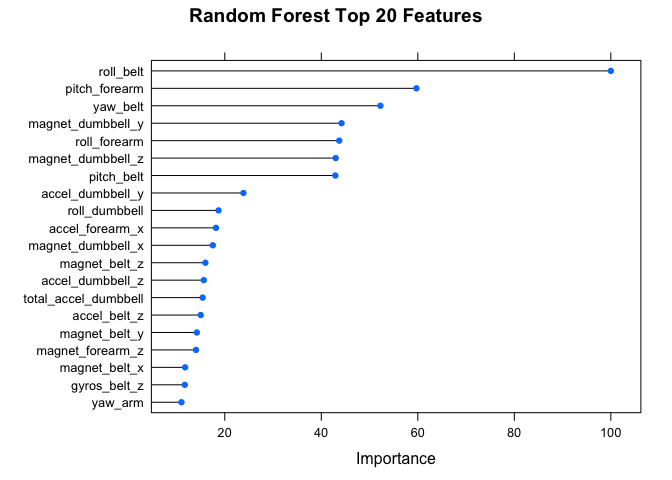 Random Forest Top 20 Features
roll_belt
pitch_forearm
yaw_belt
magnet_dumbbell_y
roll_forearm
magnet_dumbbell_z
pitch_belt
accel_dumbbell_y
roll_dumbbell
accel_forearm_x
magnet_dumbbell_x
magnet_belt_z
accel_dumbbell_z
total_accel_dumbbell
accel_belt_z
magnet_belt_y
magnet_forearm_z
magnet_belt_x
gyros_belt_z
yaw_arm
20 40 60 80 100
Importance